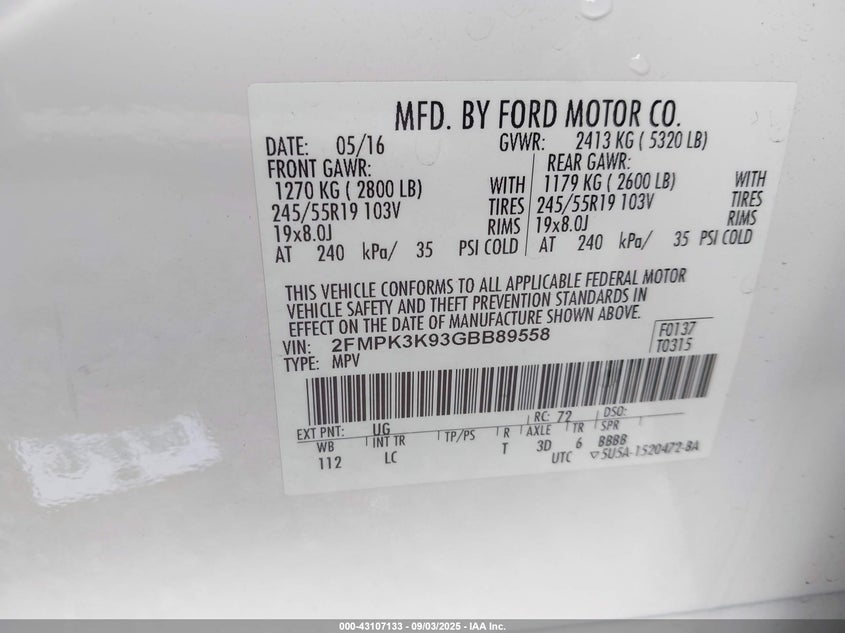 MFD. BY FORD MOTOR CO.
DATE: 05/16 GVWR: 2413 KG ( 5320 LB)
FRONT GAWR: REAR GAWR:
1270 KG ( 2800 LB) WITH 1179 KG ( 2600 LB) WITH
245/55R19 103V TIRES 245/55R19 103V TIRES
19x8.0J RIMS 19x8.0J RIMS
AT 240 kPa/ 35 PSI COLD AT 240 kPa/ 35 PSI COLD
THIS VEHICLE CONFORMS TO ALL APPLICABLE FEDERAL MOTOR
VEHICLE SAFETY AND THEFT PREVENTION STANDARDS IN
EFFECT ON THE DATE OF MANUFACTURE SHOWN ABOVE.
VIN: 2FMPK3K93GBB89558 F0137
TYPE: MPV T0315
EXT PNT: UG RC: 72 DSO:
WB INT TR TP/PS R AXLE TR SPR
112 LC T 3D 6 BBBB
UTC ▽5U5A-1520472-BA
000-43107133 - 09/03/2025 - IAA Inc.